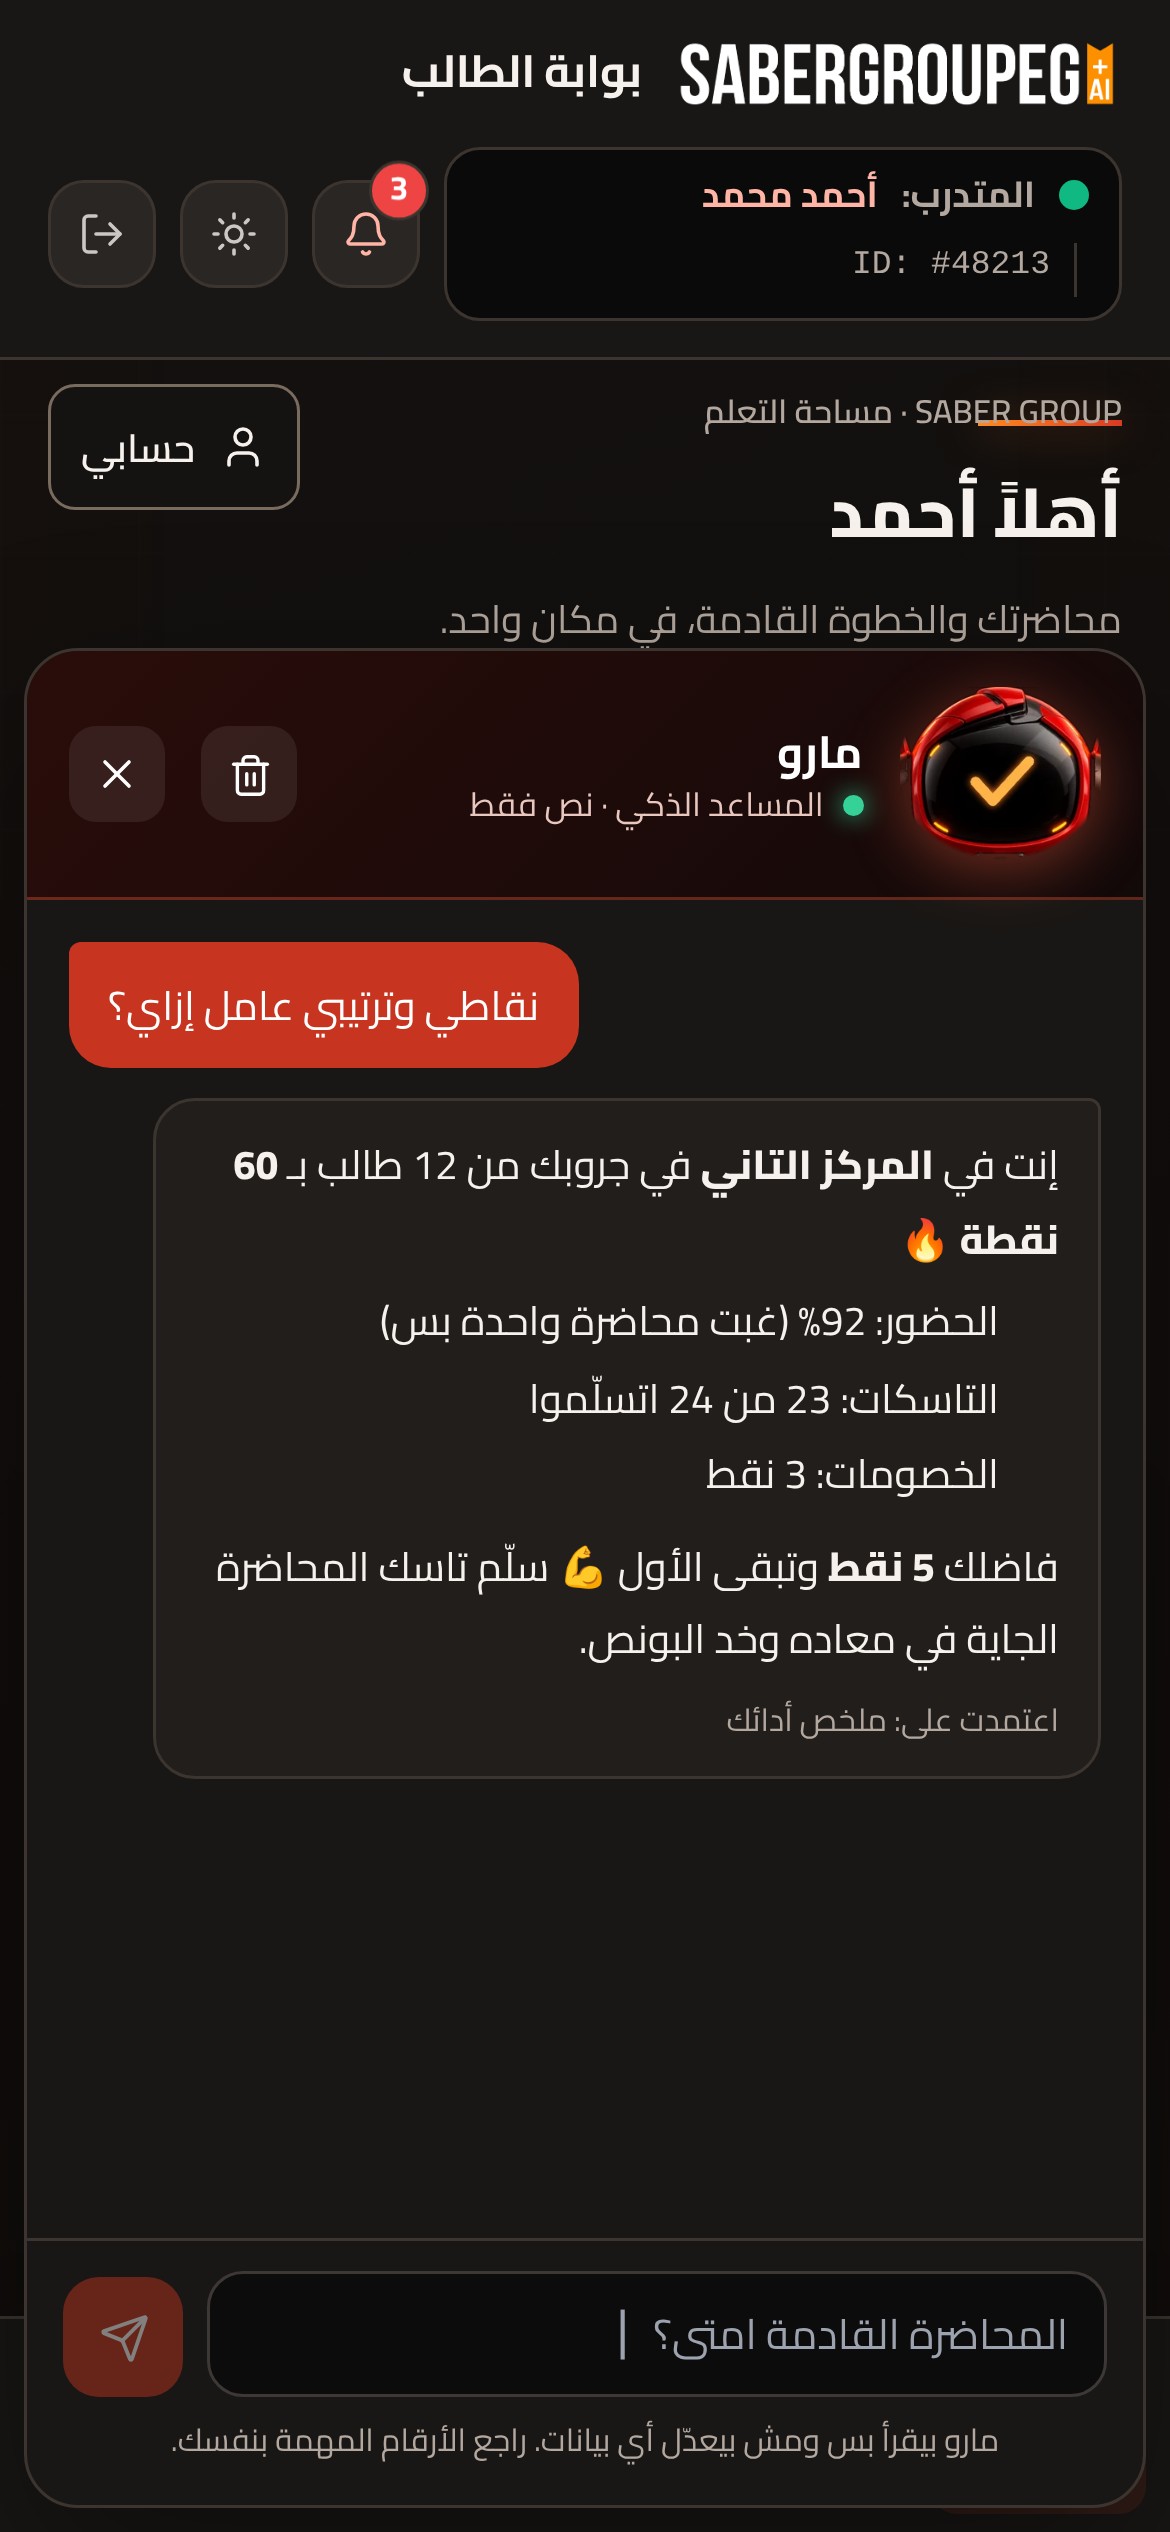 SABERGROUPEG +AI بوابة الطالب
المتدرب: أحمد محمد
ID: #48213
3
SABER GROUP · مساحة التعلم
حسابي
أهلاً أحمد
محاضرتك والخطوة القادمة، في مكان واحد.
مارو
المساعد الذكي · نص فقط
نقاطي وترتيبي عامل إزاي؟
إنت في المركز التاني في جروبك من 12 طالب بـ 60
نقطة 🔥
الحضور: 92% (غبت محاضرة واحدة بس)
التاسكات: 23 من 24 اتسلّموا
الخصومات: 3 نقط
فاضلك 5 نقط وتبقى الأول 💪 سلّم تاسك المحاضرة
الجاية في معاده وخد البونص.
اعتمدت على: ملخص أدائك
المحاضرة القادمة امتى؟
مارو بيقرأ بس ومش بيعدّل أي بيانات. راجع الأرقام المهمة بنفسك.